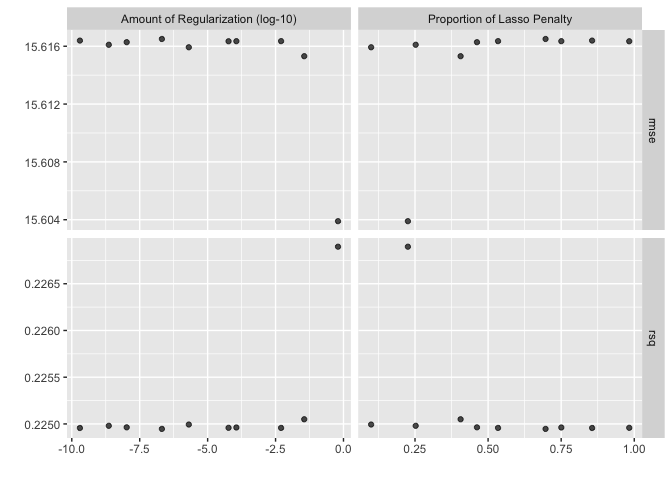 Amount of Regularization (log-10) Proportion of Lasso Penalty
15.616
15.612
15.608
15.604
rmse
0.2265
0.2260
0.2255
0.2250
rsq
-10.0 -7.5 -5.0 -2.5 0.0 0.25 0.50 0.75 1.00